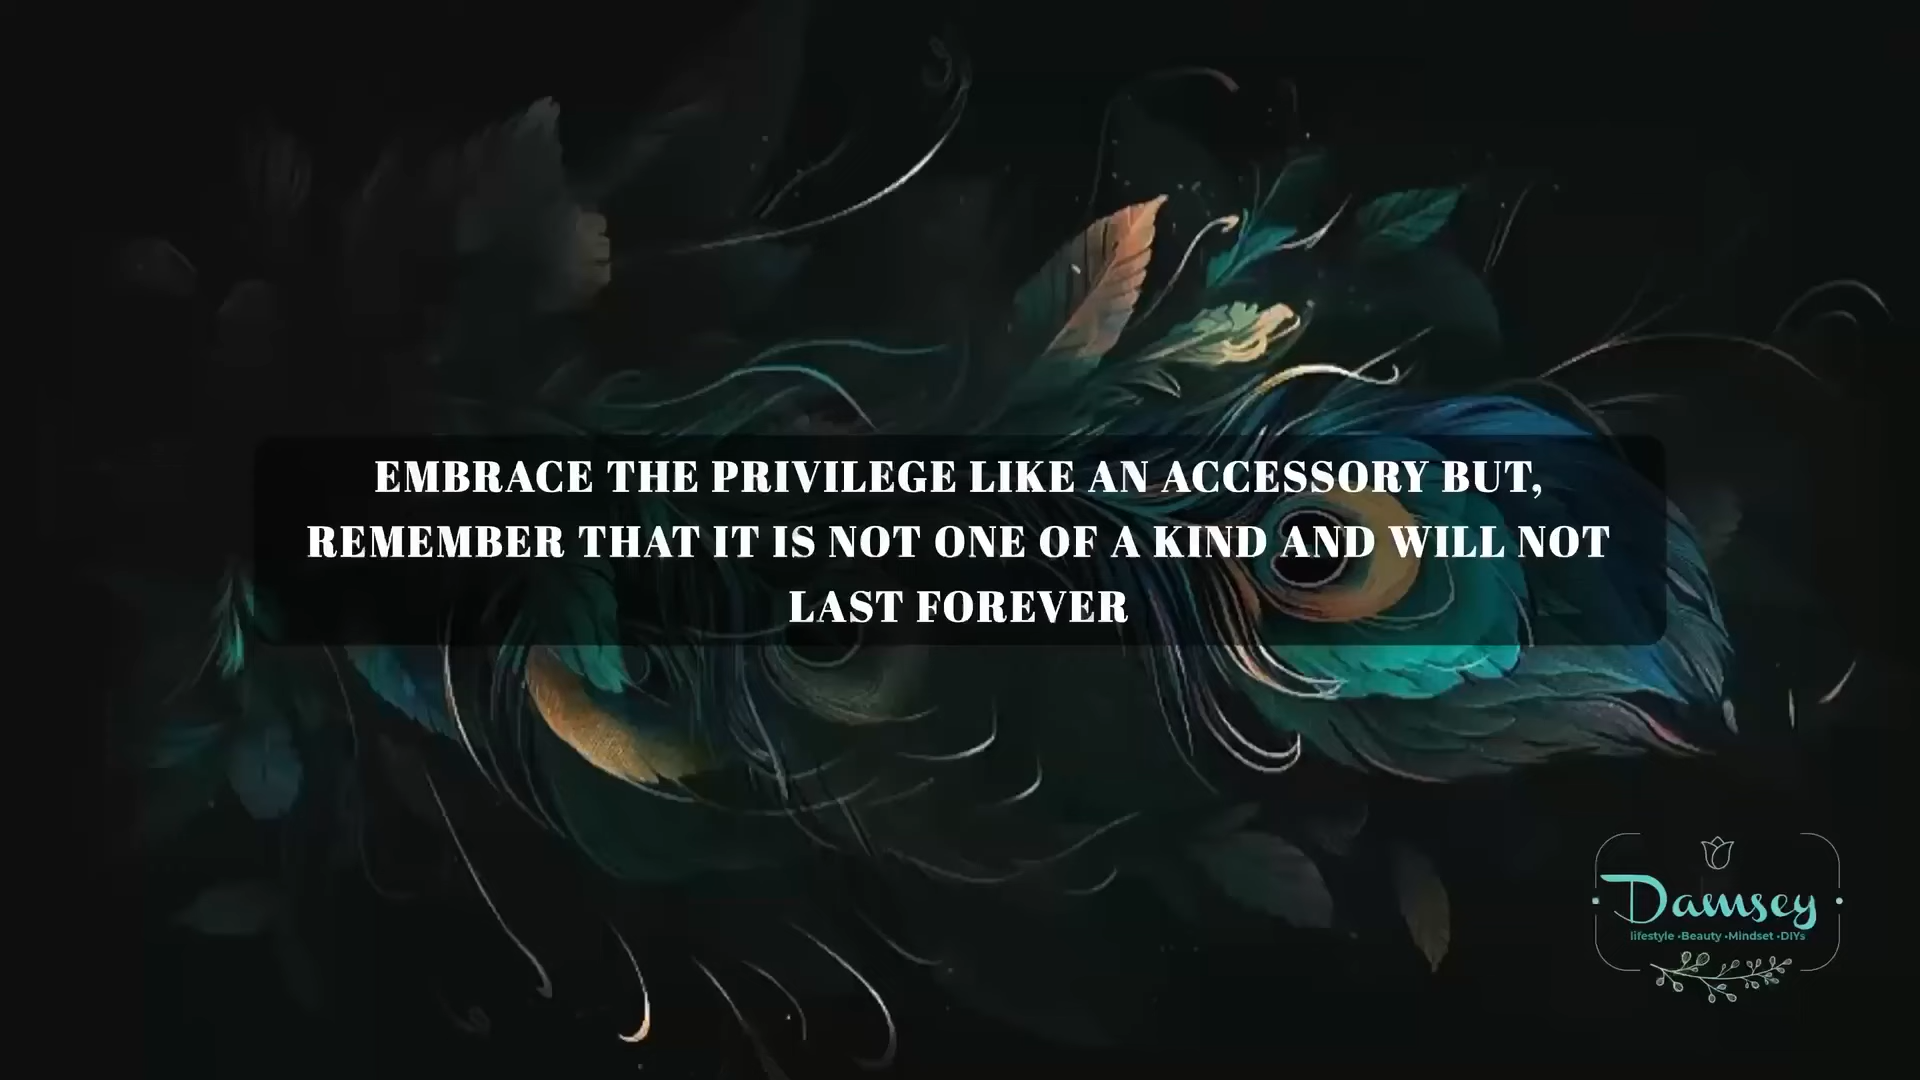 EMBRACE THE PRIVILEGE LIKE AN ACCESSORY BUT,
REMEMBER THAT IT IS NOT ONE OF A KIND AND WILL NOT
LAST FOREVER
Damsey
lifestyle •Beauty •Mindset •DIYs